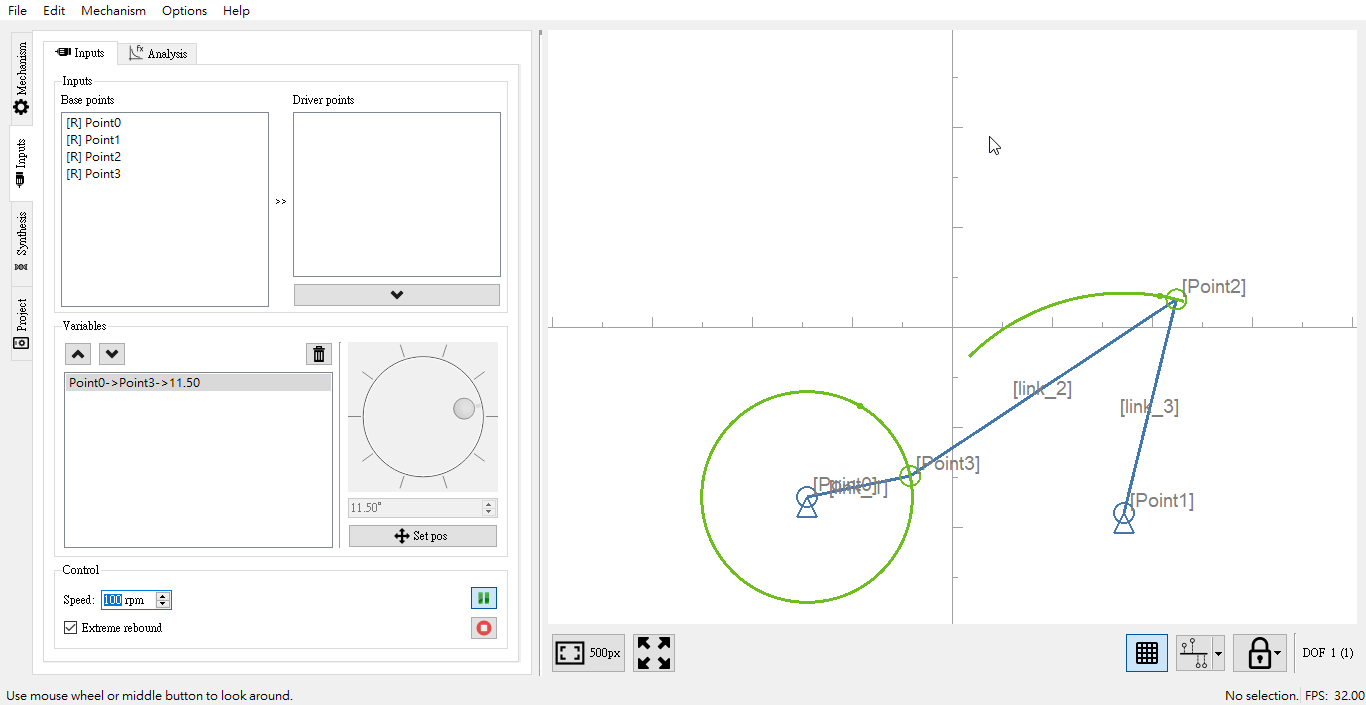 File Edit Mechanism Options Help
Mechanism
Inputs
Synthesis
Project
Inputs
fx Analysis
Inputs
Base points
Driver points
[R] Point0
[R] Point1
[R] Point2
[R] Point3
>>
Variables
Point0->Point3->11.50
11.50°
Set pos
Control
Speed: 100 rpm
Extreme rebound
[Point2]
[link_2]
[link_3]
[Point3]
[Point0]
[Point1]
500px
DOF 1 (1)
Use mouse wheel or middle button to look around.
No selection. FPS: 32.00